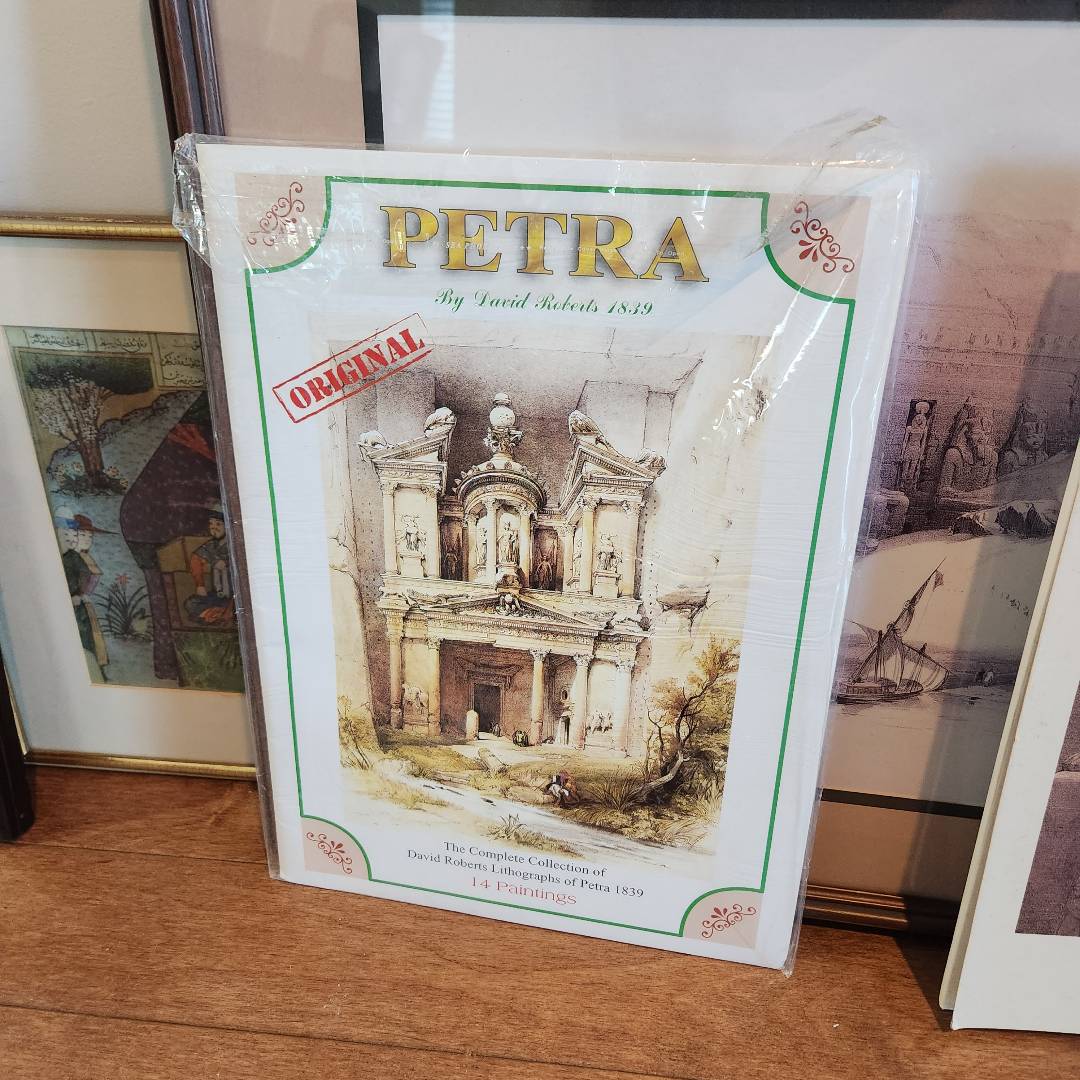 PETRA
By David Roberts 1839
ORIGINAL
The Complete Collection of
David Roberts Lithographs of Petra 1839
14 Paintings